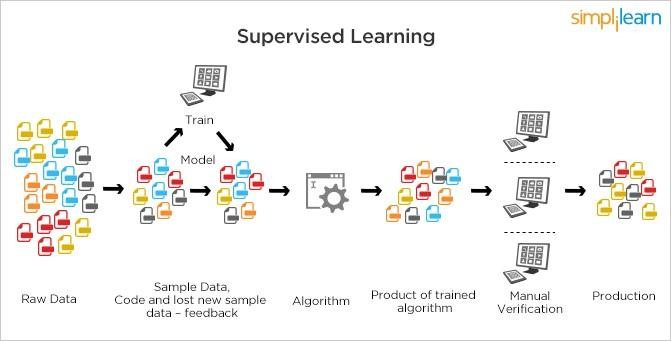 simplilearn
Supervised Learning
Train
Model
Raw Data
Sample Data,
Code and lost new sample
data – feedback
Algorithm
Product of trained
algorithm
Manual
Verification
Production